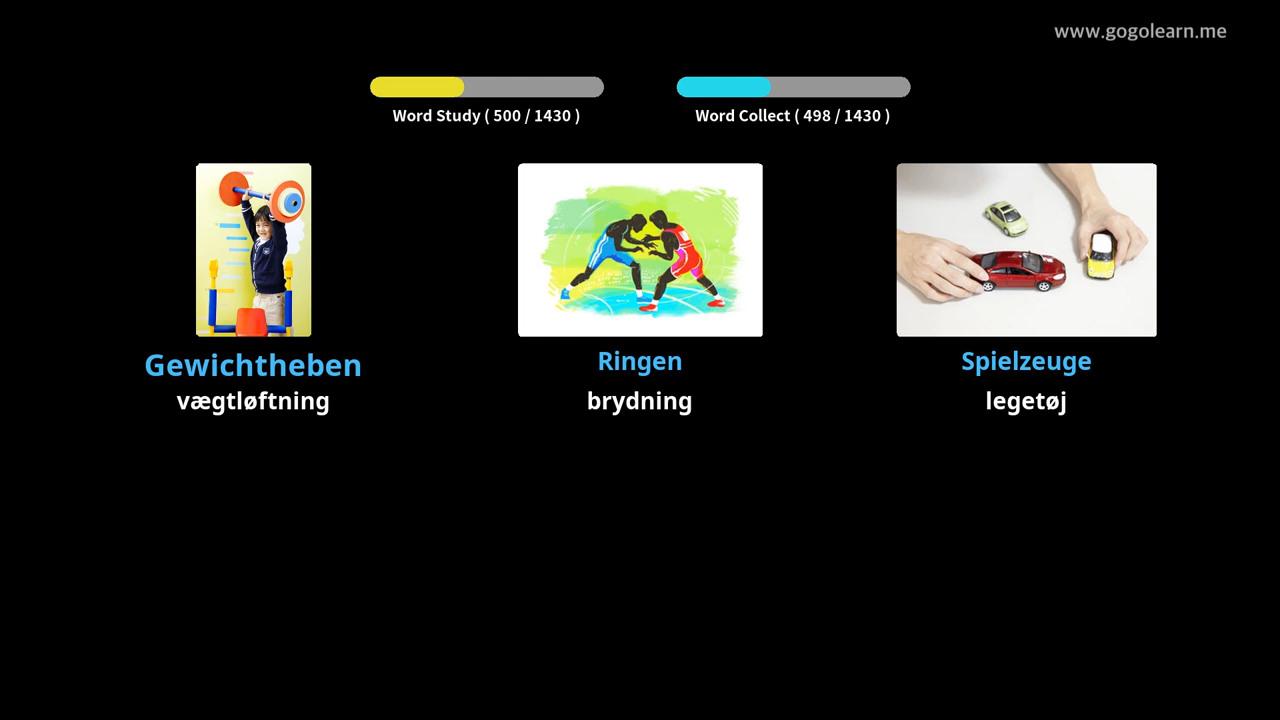 www.gogolearn.me
Word Study ( 500 / 1430 )
Word Collect ( 498 / 1430 )
Gewichtheben
vægtløftning
Ringen
brydning
Spielzeuge
legetøj